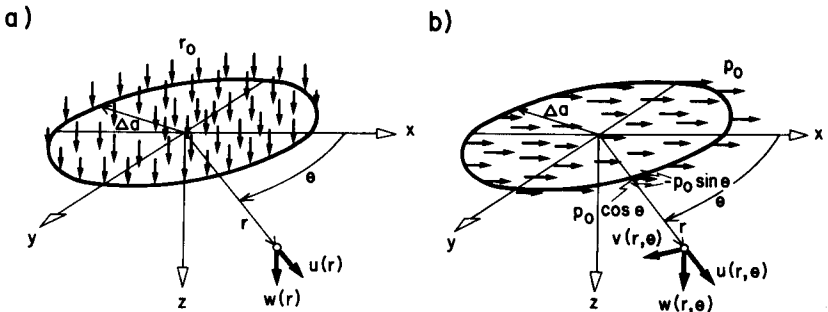 a)
r₀
Δa
x
θ
y
r
u(r)
z
w(r)
b)
p₀
Δa
x
-p₀ sin θ
p₀ cos θ
θ
y
r
v(r,θ)
u(r,θ)
z
w(r,θ)